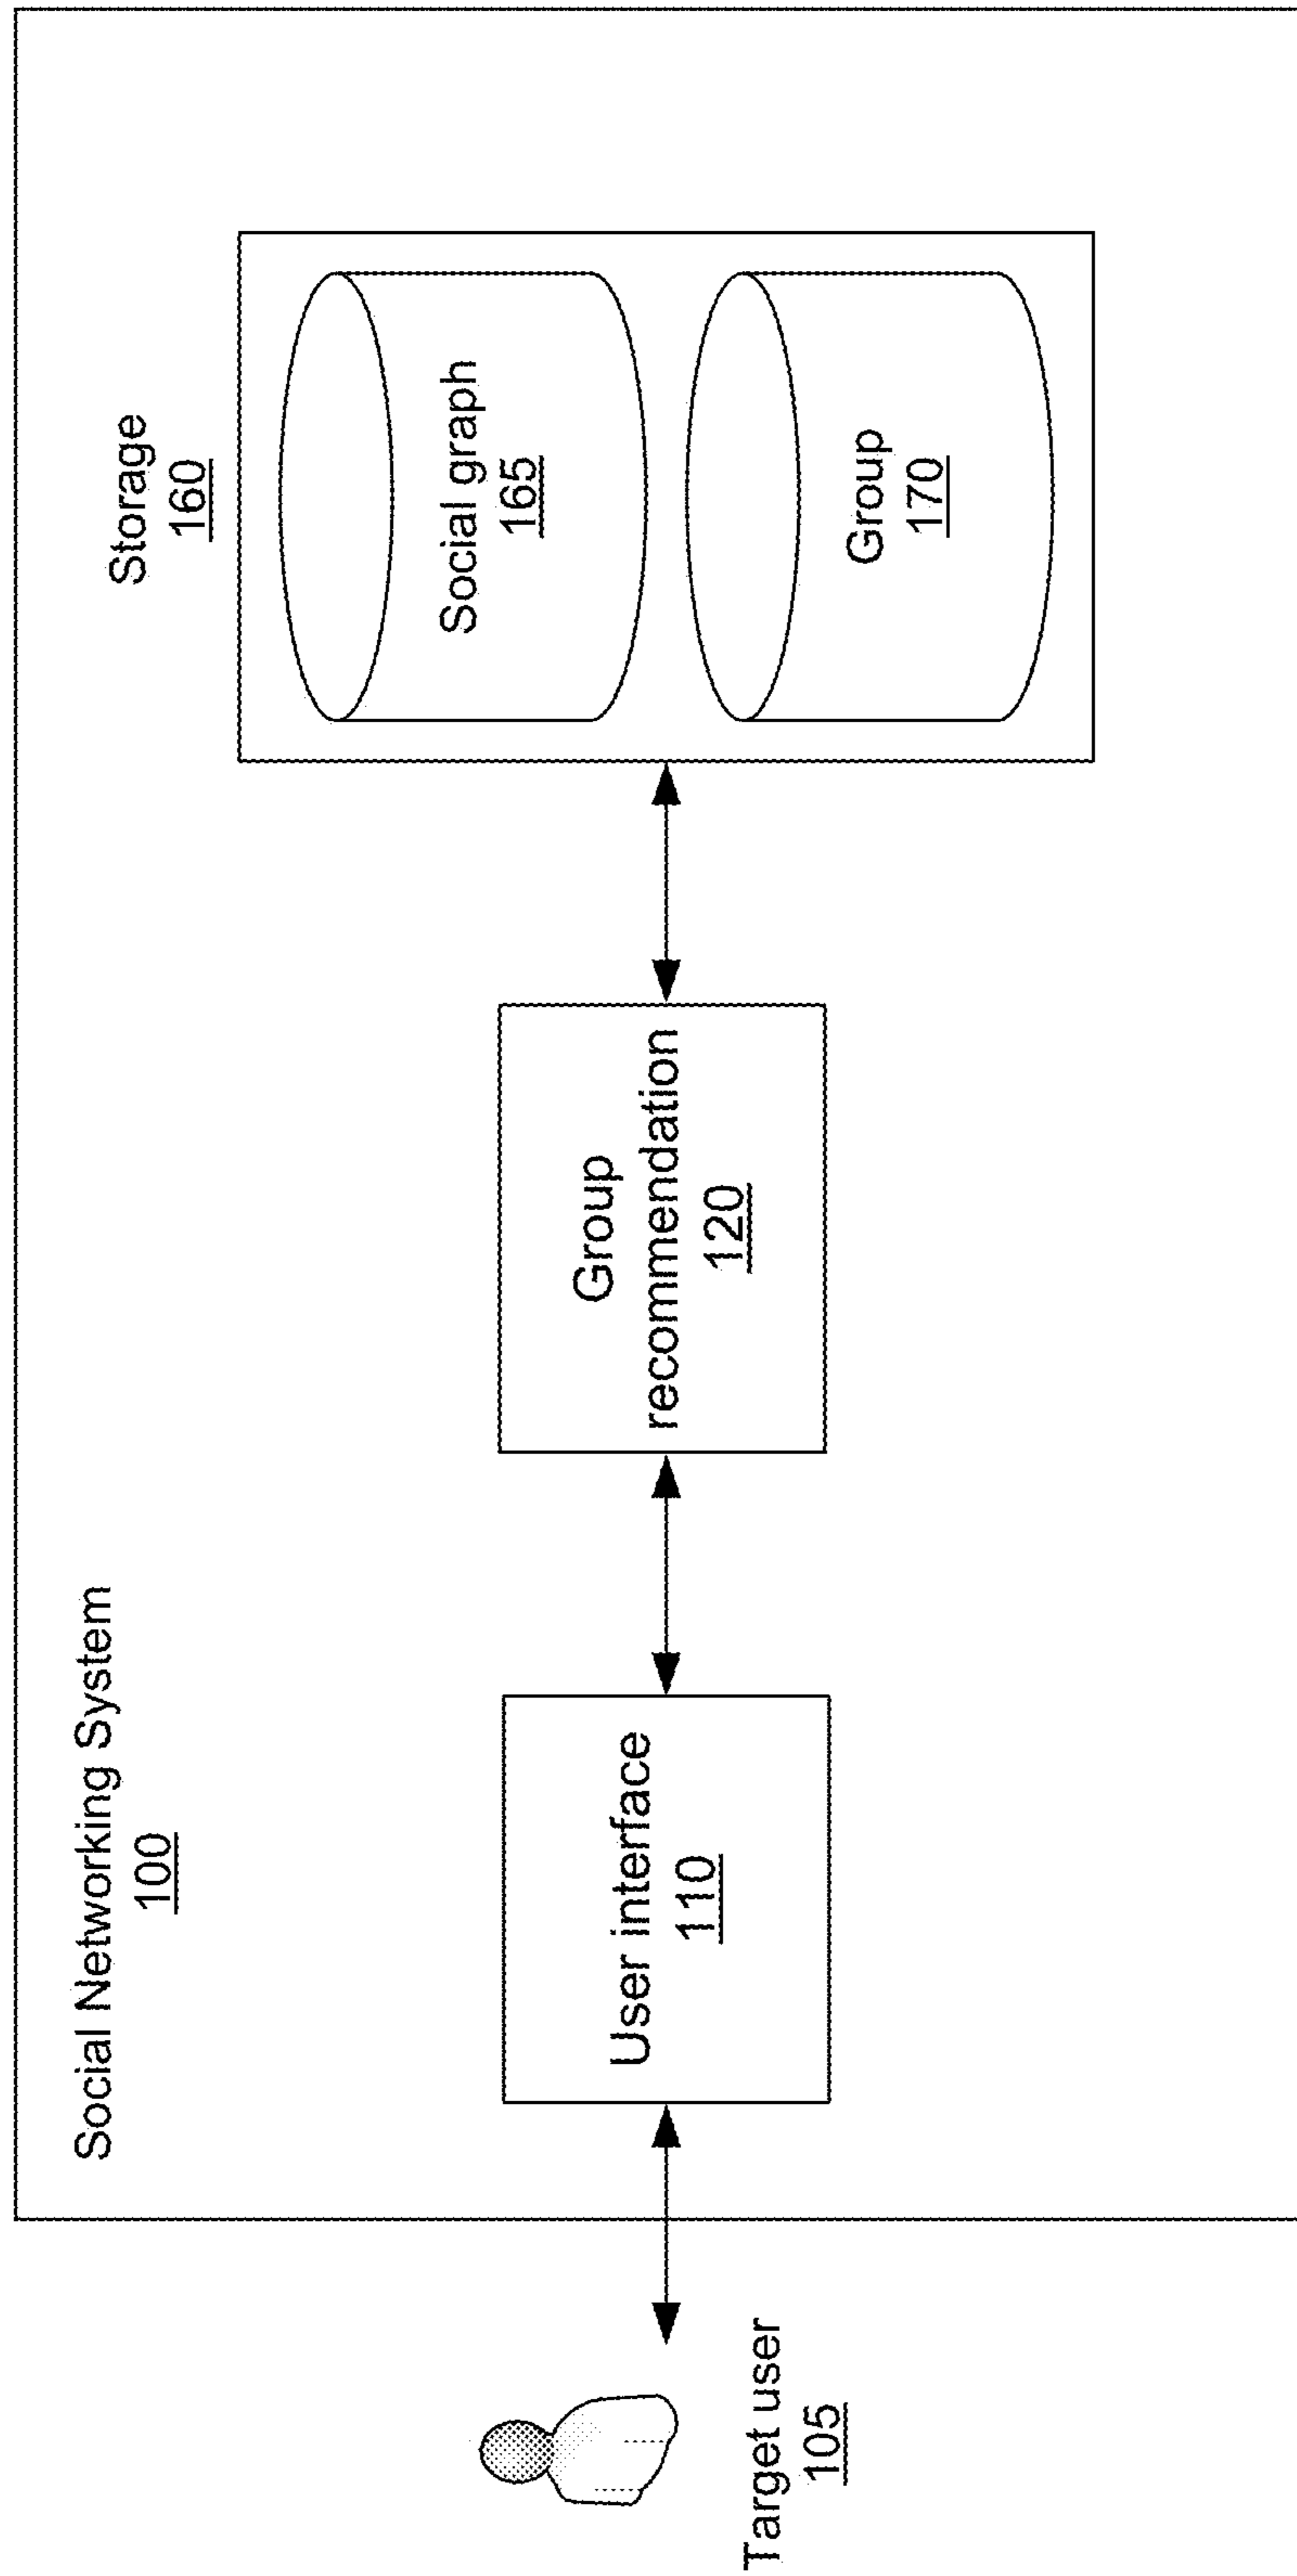 Social Networking System
100
Target user
105
User interface
110
Group
recommendation
120
Storage
160
Social graph
165
Group
170